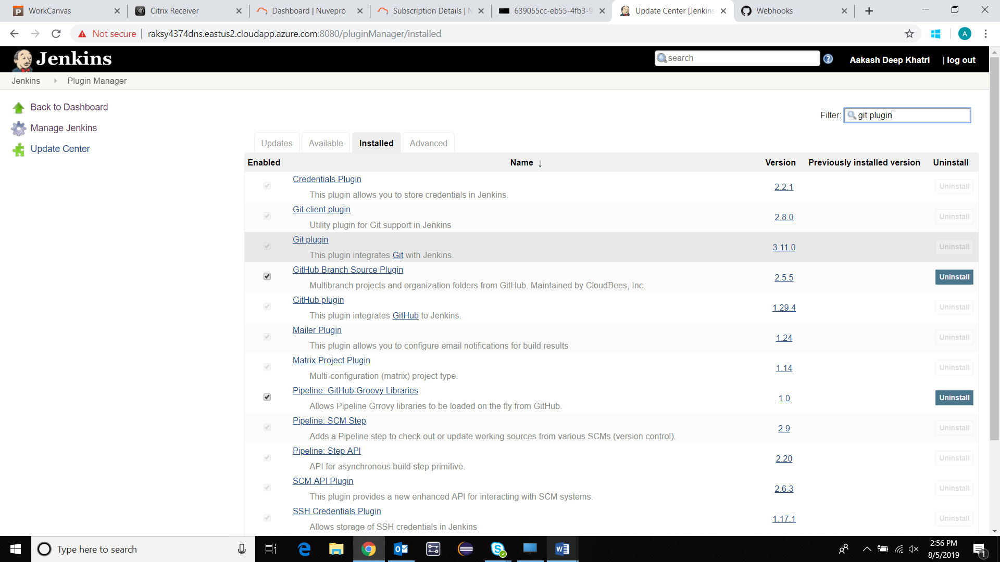 WorkCanvas
Citrix Receiver
Dashboard | Nuvepro
Subscription Details | N
639055cc-eb55-4fb3-9
Update Center [Jenkins
Webhooks
Not secure | raksy4374dns.eastus2.cloudapp.azure.com:8080/pluginManager/installed
A
Jenkins
search
Aakash Deep Khatri
| log out
Jenkins
Plugin Manager
Back to Dashboard
Manage Jenkins
Update Center
Filter: git plugin
Updates
Available
Installed
Advanced
Enabled
Name ↓
Version
Previously installed version
Uninstall
Credentials Plugin
This plugin allows you to store credentials in Jenkins.
2.2.1
Uninstall
Git client plugin
Utility plugin for Git support in Jenkins
2.8.0
Uninstall
Git plugin
This plugin integrates Git with Jenkins.
3.11.0
Uninstall
GitHub Branch Source Plugin
Multibranch projects and organization folders from GitHub. Maintained by CloudBees, Inc.
2.5.5
Uninstall
GitHub plugin
This plugin integrates GitHub to Jenkins.
1.29.4
Uninstall
Mailer Plugin
This plugin allows you to configure email notifications for build results
1.24
Uninstall
Matrix Project Plugin
Multi-configuration (matrix) project type.
1.14
Uninstall
Pipeline: GitHub Groovy Libraries
Allows Pipeline Grrovy libraries to be loaded on the fly from GitHub.
1.0
Uninstall
Pipeline: SCM Step
Adds a Pipeline step to check out or update working sources from various SCMs (version control).
2.9
Uninstall
Pipeline: Step API
API for asynchronous build step primitive.
2.20
Uninstall
SCM API Plugin
This plugin provides a new enhanced API for interacting with SCM systems.
2.6.3
Uninstall
SSH Credentials Plugin
Allows storage of SSH credentials in Jenkins
1.17.1
Uninstall
Type here to search
2:56 PM
8/5/2019
1